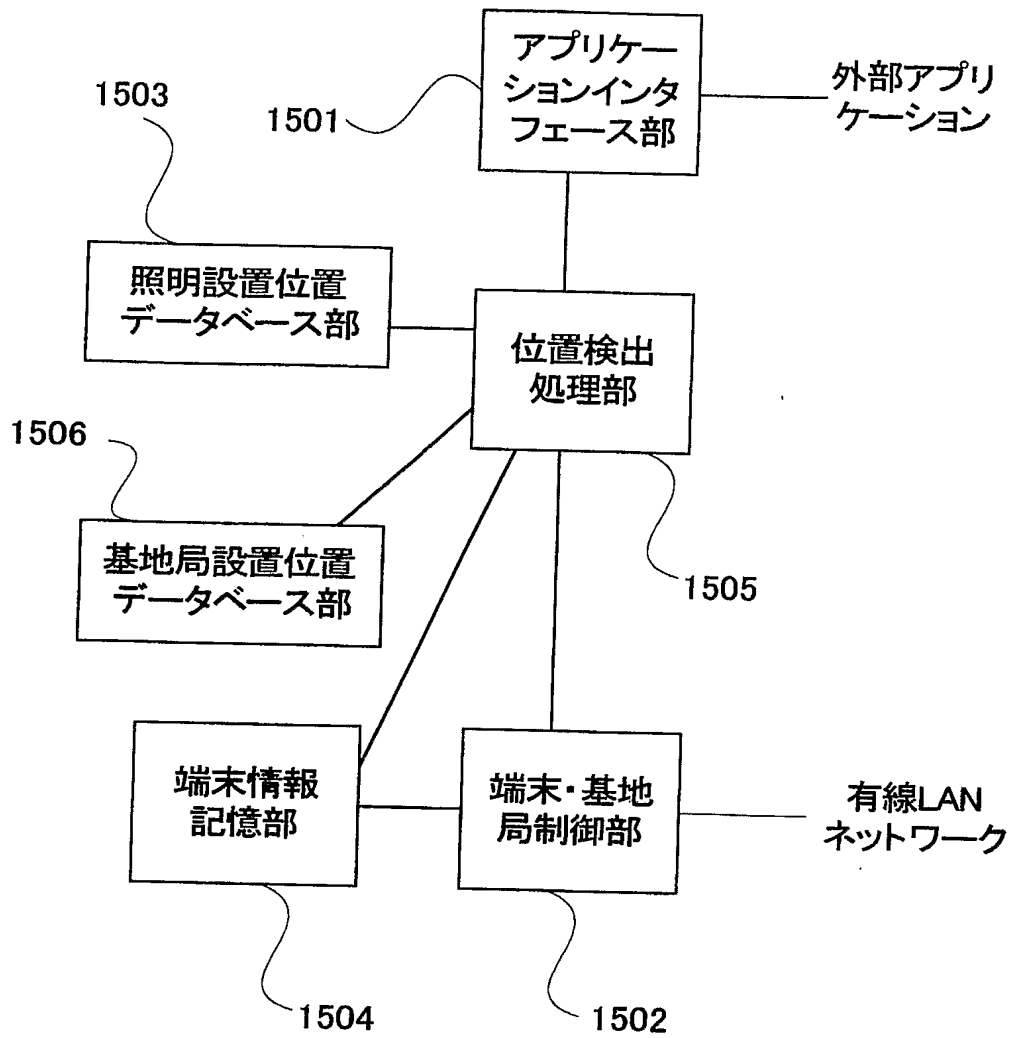 アプリケー
ションインタ
フェース部
外部アプリ
ケーション
1503
1501
照明設置位置
データベース部
位置検出
処理部
1506
基地局設置位置
データベース部
1505
端末情報
記憶部
端末・基地
局制御部
有線LAN
ネットワーク
1504
1502